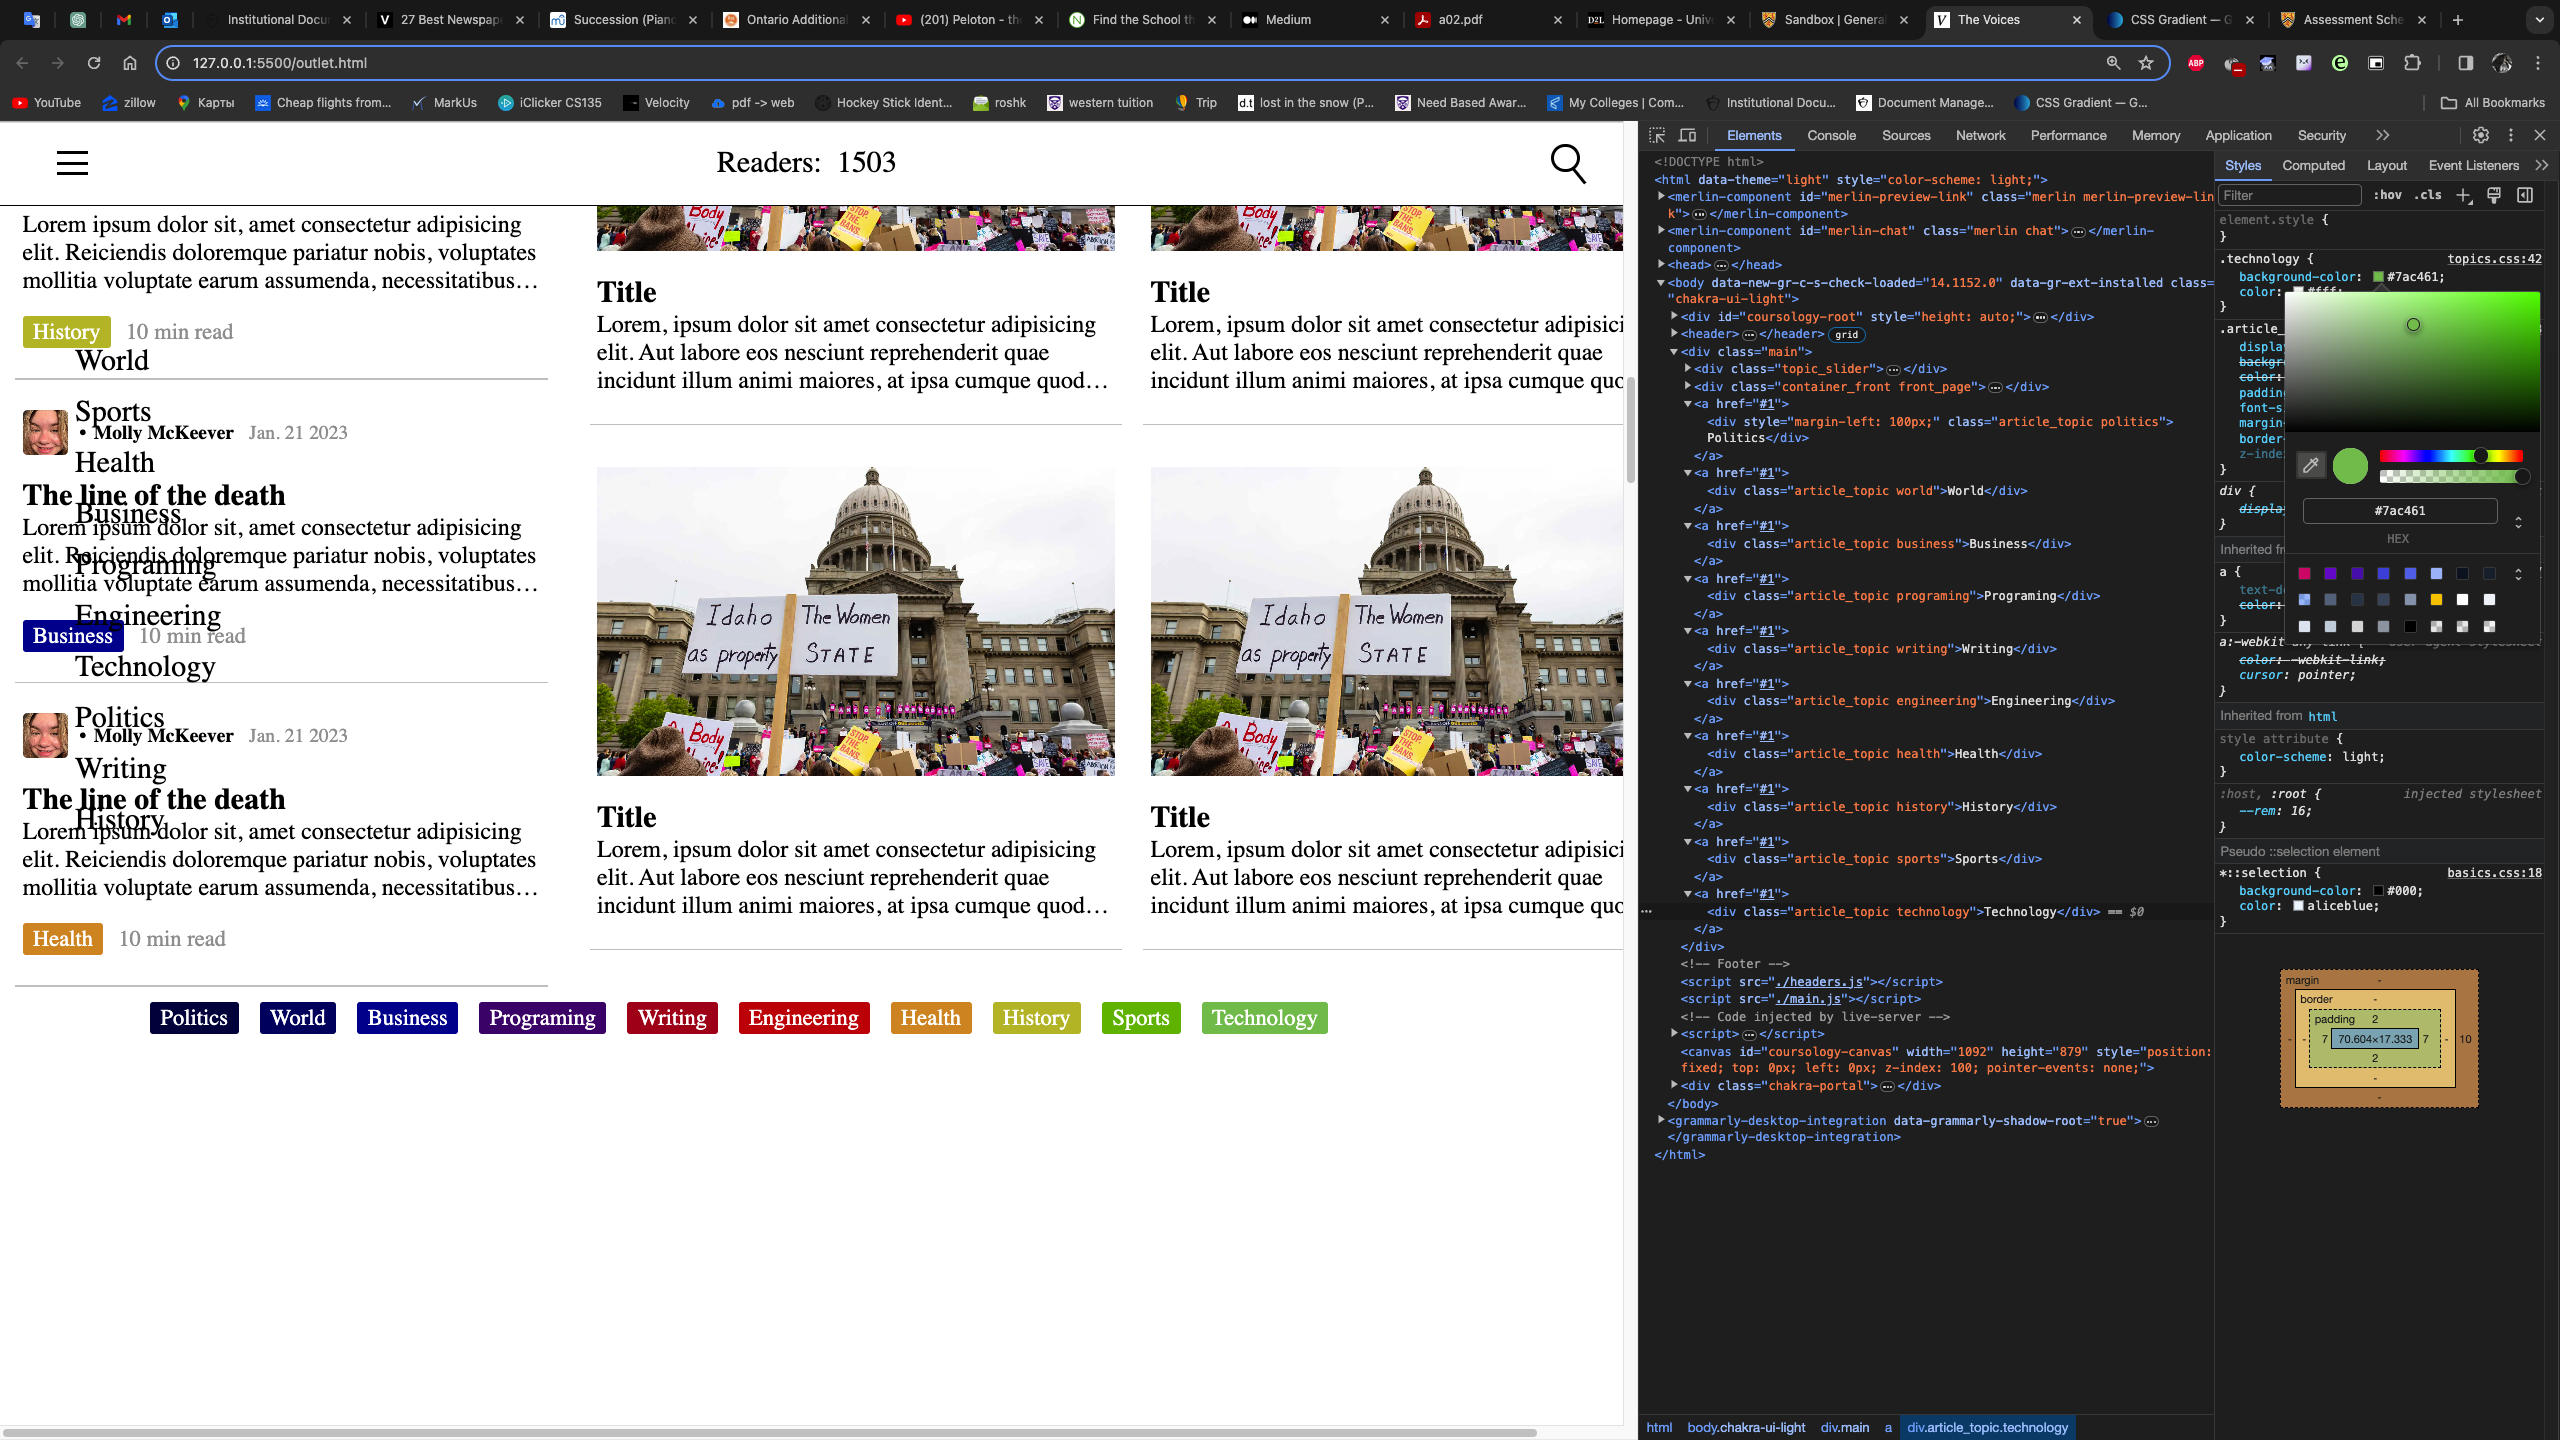 Institutional Docu
27 Best Newspap
Succession (Piano
Ontario Additional
(201) Peloton - th
Find the School th
Medium
a02.pdf
Homepage - Univ
Sandbox | General
The Voices
CSS Gradient — G
Assessment Sche
127.0.0.1:5500/outlet.html
YouTube
zillow
Карты
Cheap flights from...
MarkUs
iClicker CS135
Velocity
pdf -> web
Hockey Stick Ident...
roshk
western tuition
Trip
lost in the snow (P...
Need Based Awar...
My Colleges | Com...
Institutional Docu...
Document Manage...
CSS Gradient — G...
All Bookmarks
Readers: 1503
Lorem ipsum dolor sit, amet consectetur adipisicing
elit. Reiciendis doloremque pariatur nobis, voluptates
mollitia voluptate earum assumenda, necessitatibus…
History 10 min read
World
Sports
• Molly McKeever Jan. 21 2023
Health
The line of the death
Business
Lorem ipsum dolor sit, amet consectetur adipisicing
elit. Reiciendis doloremque pariatur nobis, voluptates
Programing
mollitia voluptate earum assumenda, necessitatibus…
Engineering
Business 10 min read
Technology
Politics
• Molly McKeever Jan. 21 2023
Writing
The line of the death
History
Lorem ipsum dolor sit, amet consectetur adipisicing
elit. Reiciendis doloremque pariatur nobis, voluptates
mollitia voluptate earum assumenda, necessitatibus…
Health 10 min read
Title
Lorem, ipsum dolor sit amet consectetur adipisicing
elit. Aut labore eos nesciunt reprehenderit quae
incidunt illum animi maiores, at ipsa cumque quod…
Title
Lorem, ipsum dolor sit amet consectetur adipisici
elit. Aut labore eos nesciunt reprehenderit quae
incidunt illum animi maiores, at ipsa cumque quo
Idaho The Women
as property STATE
Body
STOP THE BANS
Idaho The Women
as property STATE
Body
STOP THE BANS
Title
Lorem, ipsum dolor sit amet consectetur adipisicing
elit. Aut labore eos nesciunt reprehenderit quae
incidunt illum animi maiores, at ipsa cumque quod…
Title
Lorem, ipsum dolor sit amet consectetur adipisici
elit. Aut labore eos nesciunt reprehenderit quae
incidunt illum animi maiores, at ipsa cumque quo
Politics World Business Programing Writing Engineering Health History Sports Technology
Elements Console Sources Network Performance Memory Application Security
<!DOCTYPE html>
<html data-theme="light" style="color-scheme: light;">
<merlin-component id="merlin-preview-link" class="merlin merlin-preview-lin
k">…</merlin-component>
<merlin-component id="merlin-chat" class="merlin chat">…</merlin-
component>
<head>…</head>
<body data-new-gr-c-s-check-loaded="14.1152.0" data-gr-ext-installed class=
"chakra-ui-light">
<div id="coursology-root" style="height: auto;">…</div>
<header>…</header> grid
<div class="main">
<div class="topic_slider">…</div>
<div class="container_front front_page">…</div>
<a href="#1">
<div style="margin-left: 100px;" class="article_topic politics">
Politics</div>
</a>
<a href="#1">
<div class="article_topic world">World</div>
</a>
<a href="#1">
<div class="article_topic business">Business</div>
</a>
<a href="#1">
<div class="article_topic programing">Programing</div>
</a>
<a href="#1">
<div class="article_topic writing">Writing</div>
</a>
<a href="#1">
<div class="article_topic engineering">Engineering</div>
</a>
<a href="#1">
<div class="article_topic health">Health</div>
</a>
<a href="#1">
<div class="article_topic history">History</div>
</a>
<a href="#1">
<div class="article_topic sports">Sports</div>
</a>
<a href="#1">
<div class="article_topic technology">Technology</div> == $0
</a>
</div>
<!-- Footer -->
<script src="./headers.js"></script>
<script src="./main.js"></script>
<!-- Code injected by live-server -->
<script>…</script>
<canvas id="coursology-canvas" width="1092" height="879" style="position:
fixed; top: 0px; left: 0px; z-index: 100; pointer-events: none;">
<div class="chakra-portal">…</div>
</body>
<grammarly-desktop-integration data-grammarly-shadow-root="true">…
</grammarly-desktop-integration>
</html>
html body.chakra-ui-light div.main a div.article_topic.technology
Styles Computed Layout Event Listeners
Filter :hov .cls
element.style {
}
.technology { topics.css:42
background-color: #7ac461;
color: #fff;
}
.article_
displa
backgr
color:
paddin
font-s
margin
border
z-inde
}
div {
displa
}
#7ac461
HEX
Inherited fr
a {
text-d
color:
}
a:-webkit-any-link { user agent stylesheet
color: -webkit-link;
cursor: pointer;
}
Inherited from html
style attribute {
color-scheme: light;
}
:host, :root { injected stylesheet
--rem: 16;
}
Pseudo ::selection element
*::selection { basics.css:18
background-color: #000;
color: aliceblue;
}
margin -
border -
padding 2
- - 7 70.604×17.333 7 - 10
2
-
-